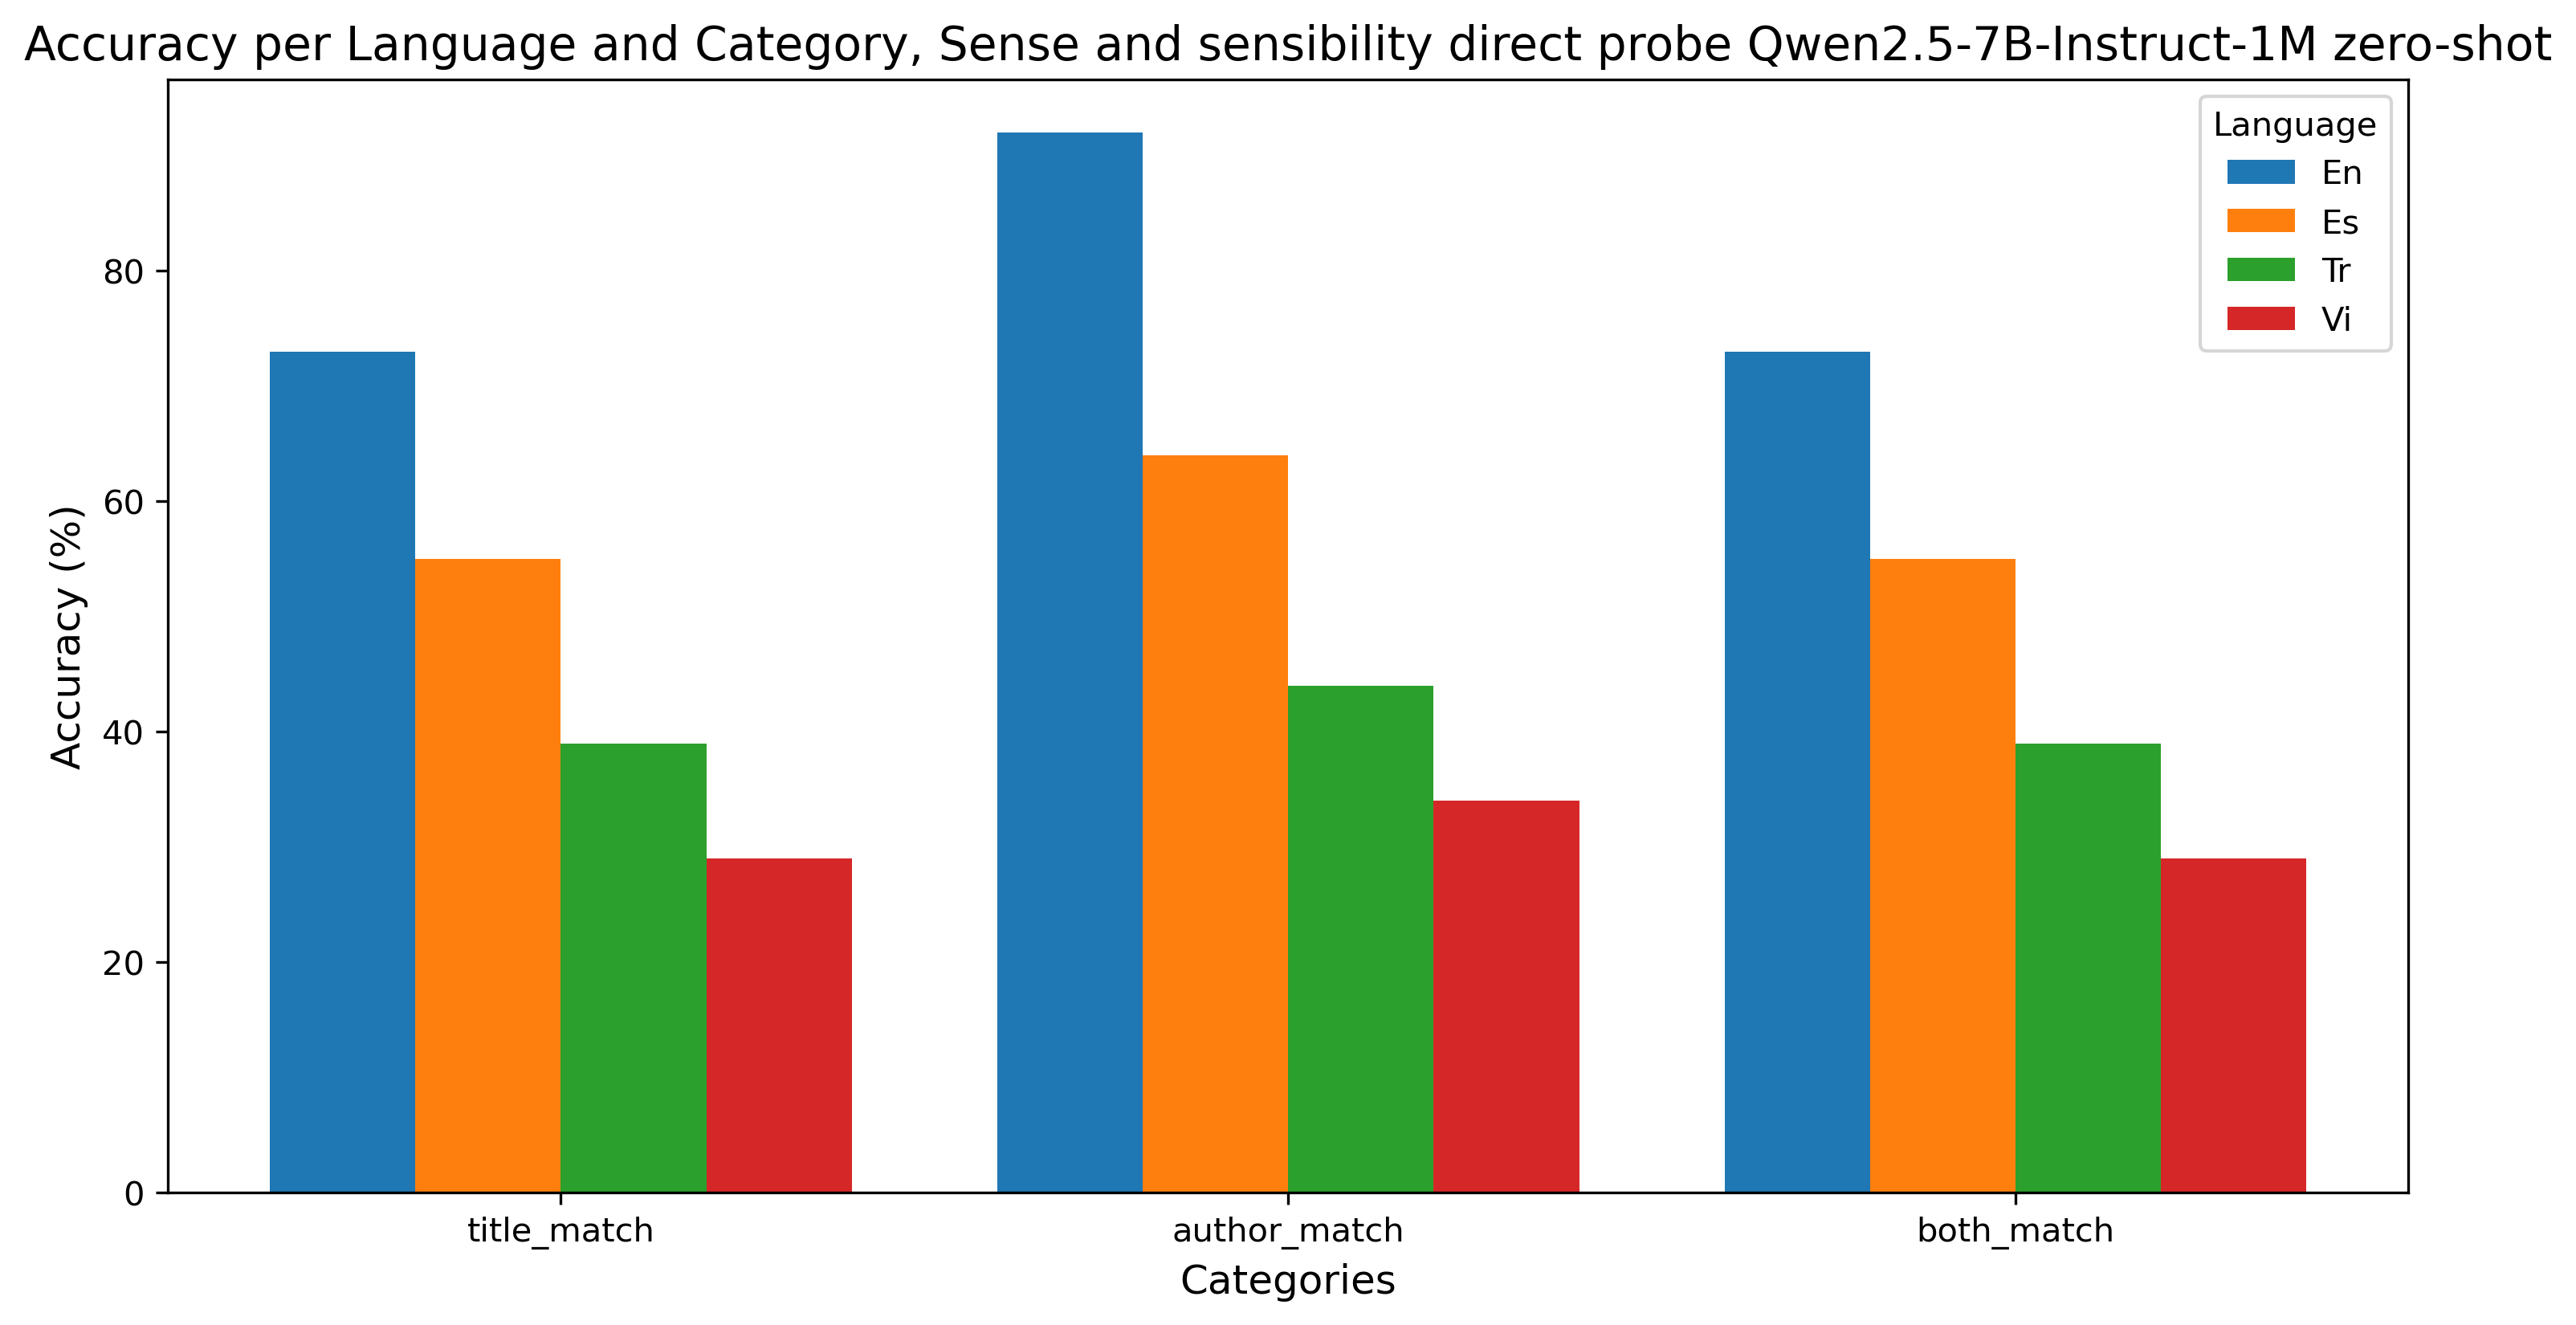 Accuracy per Language and Category, Sense and sensibility direct probe Qwen2.5-7B-Instruct-1M zero-shot
Language
En
Es
Tr
Vi
Accuracy (%)
80
60
40
20
0
title_match author_match both_match
Categories